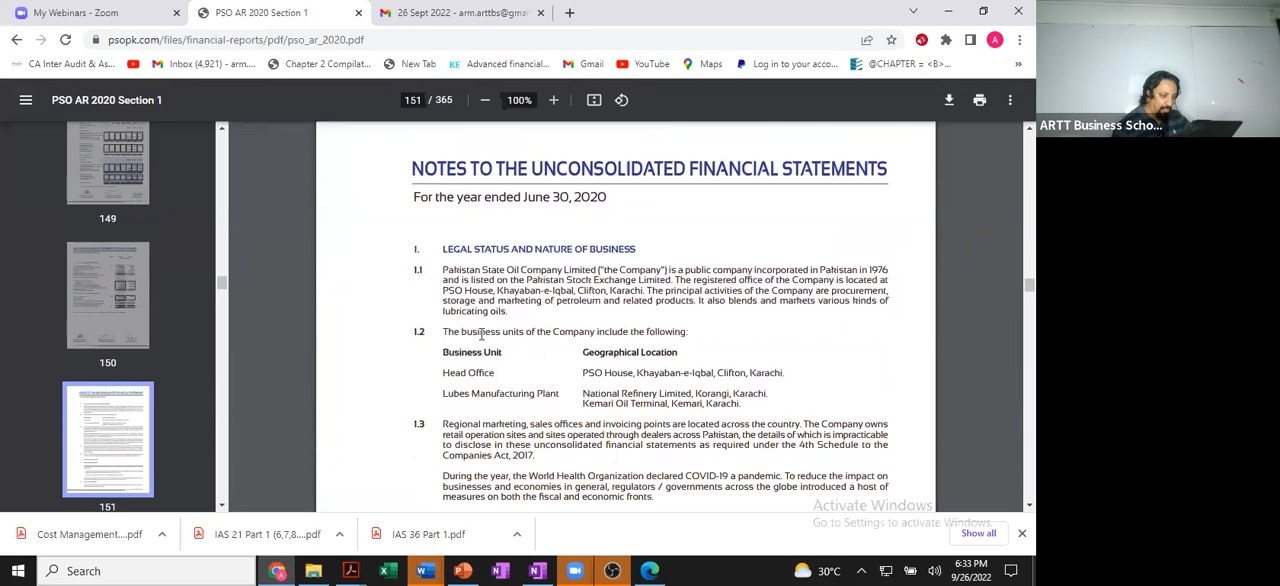 My Webinars - Zoom
PSO AR 2020 Section 1
26 Sept 2022 - arm.arttbs@gma
psopk.com/files/financial-reports/pdf/pso_ar_2020.pdf
A
CA Inter Audit & As...
Inbox (4,921) - arm....
Chapter 2 Compilat...
New Tab
KE Advanced financial...
Gmail
YouTube
Maps
Log in to your acco...
@CHAPTER = <B>...
»
PSO AR 2020 Section 1
151 / 365
100%
ARTT Business Scho...
149
150
151
NOTES TO THE UNCONSOLIDATED FINANCIAL STATEMENTS
For the year ended June 30, 2020
1. LEGAL STATUS AND NATURE OF BUSINESS
1.1 Pakistan State Oil Company Limited ("the Company") is a public company incorporated in Pakistan in 1976
and is listed on the Pakistan Stock Exchange Limited. The registered office of the Company is located at
PSO House, Khayaban-e-Iqbal, Clifton, Karachi. The principal activities of the Company are procurement,
storage and marketing of petroleum and related products. It also blends and markets various kinds of
lubricating oils.
1.2 The business units of the Company include the following:
Business Unit Geographical Location
Head Office PSO House, Khayaban-e-Iqbal, Clifton, Karachi.
Lubes Manufacturing Plant National Refinery Limited, Korangi, Karachi.
Kemari Oil Terminal, Kemari, Karachi.
1.3 Regional marketing, sales offices and invoicing points are located across the country. The Company owns
retail operation sites and sites operated through dealers across Pakistan, the details of which is impracticable
to disclose in these unconsolidated financial statements as required under the 4th Schedule to the
Companies Act, 2017.
During the year, the World Health Organization declared COVID-19 a pandemic. To reduce the impact on
businesses and economies in general, regulators / governments across the globe introduced a host of
measures on both the fiscal and economic fronts.
Activate Windows
Go to Settings to activate Windows.
Cost Management....pdf
IAS 21 Part 1 (6,7,8....pdf
IAS 36 Part 1.pdf
Show all
Search
30°C
6:33 PM
9/26/2022